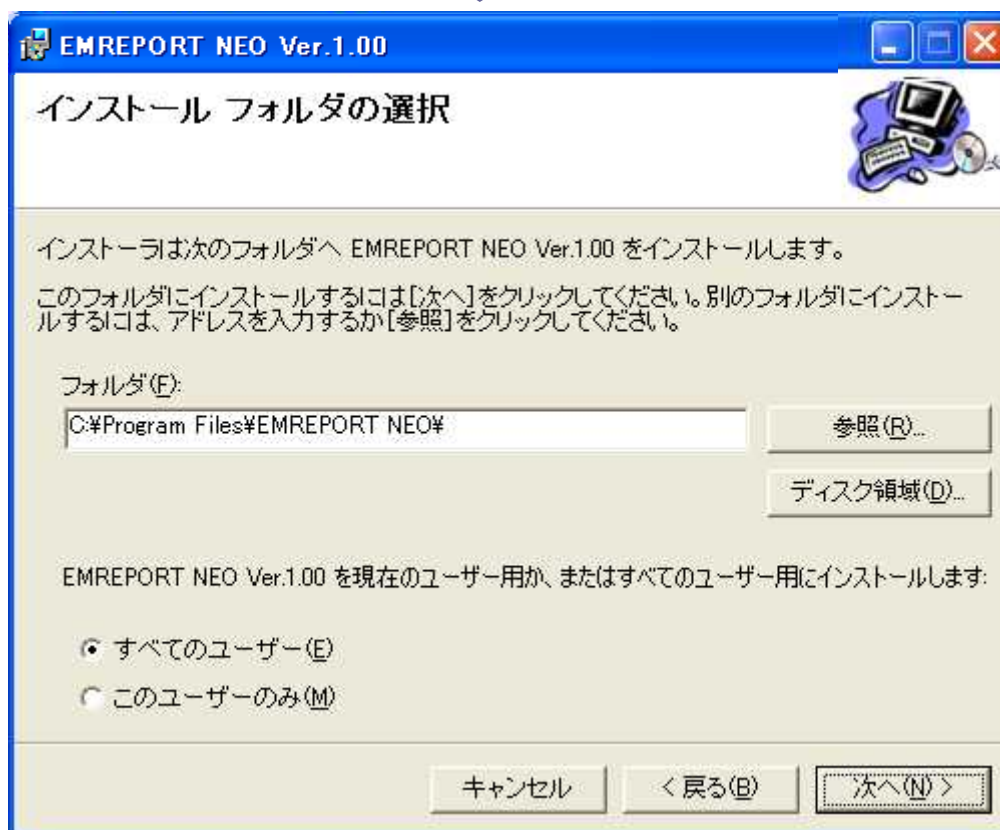 EMREPORT NEO Ver.1.00
インストール フォルダの選択
インストーラは次のフォルダへ EMREPORT NEO Ver.1.00 をインストールします。
このフォルダにインストールするには[次へ]をクリックしてください。別のフォルダにインストー
ルするには、アドレスを入力するか[参照]をクリックしてください。
フォルダ(F):
C:¥Program Files¥EMREPORT NEO¥
参照(R)...
ディスク領域(D)...
EMREPORT NEO Ver.1.00 を現在のユーザー用か、またはすべてのユーザー用にインストールします:
すべてのユーザー(E)
このユーザーのみ(M)
キャンセル
< 戻る(B)
次へ(N) >